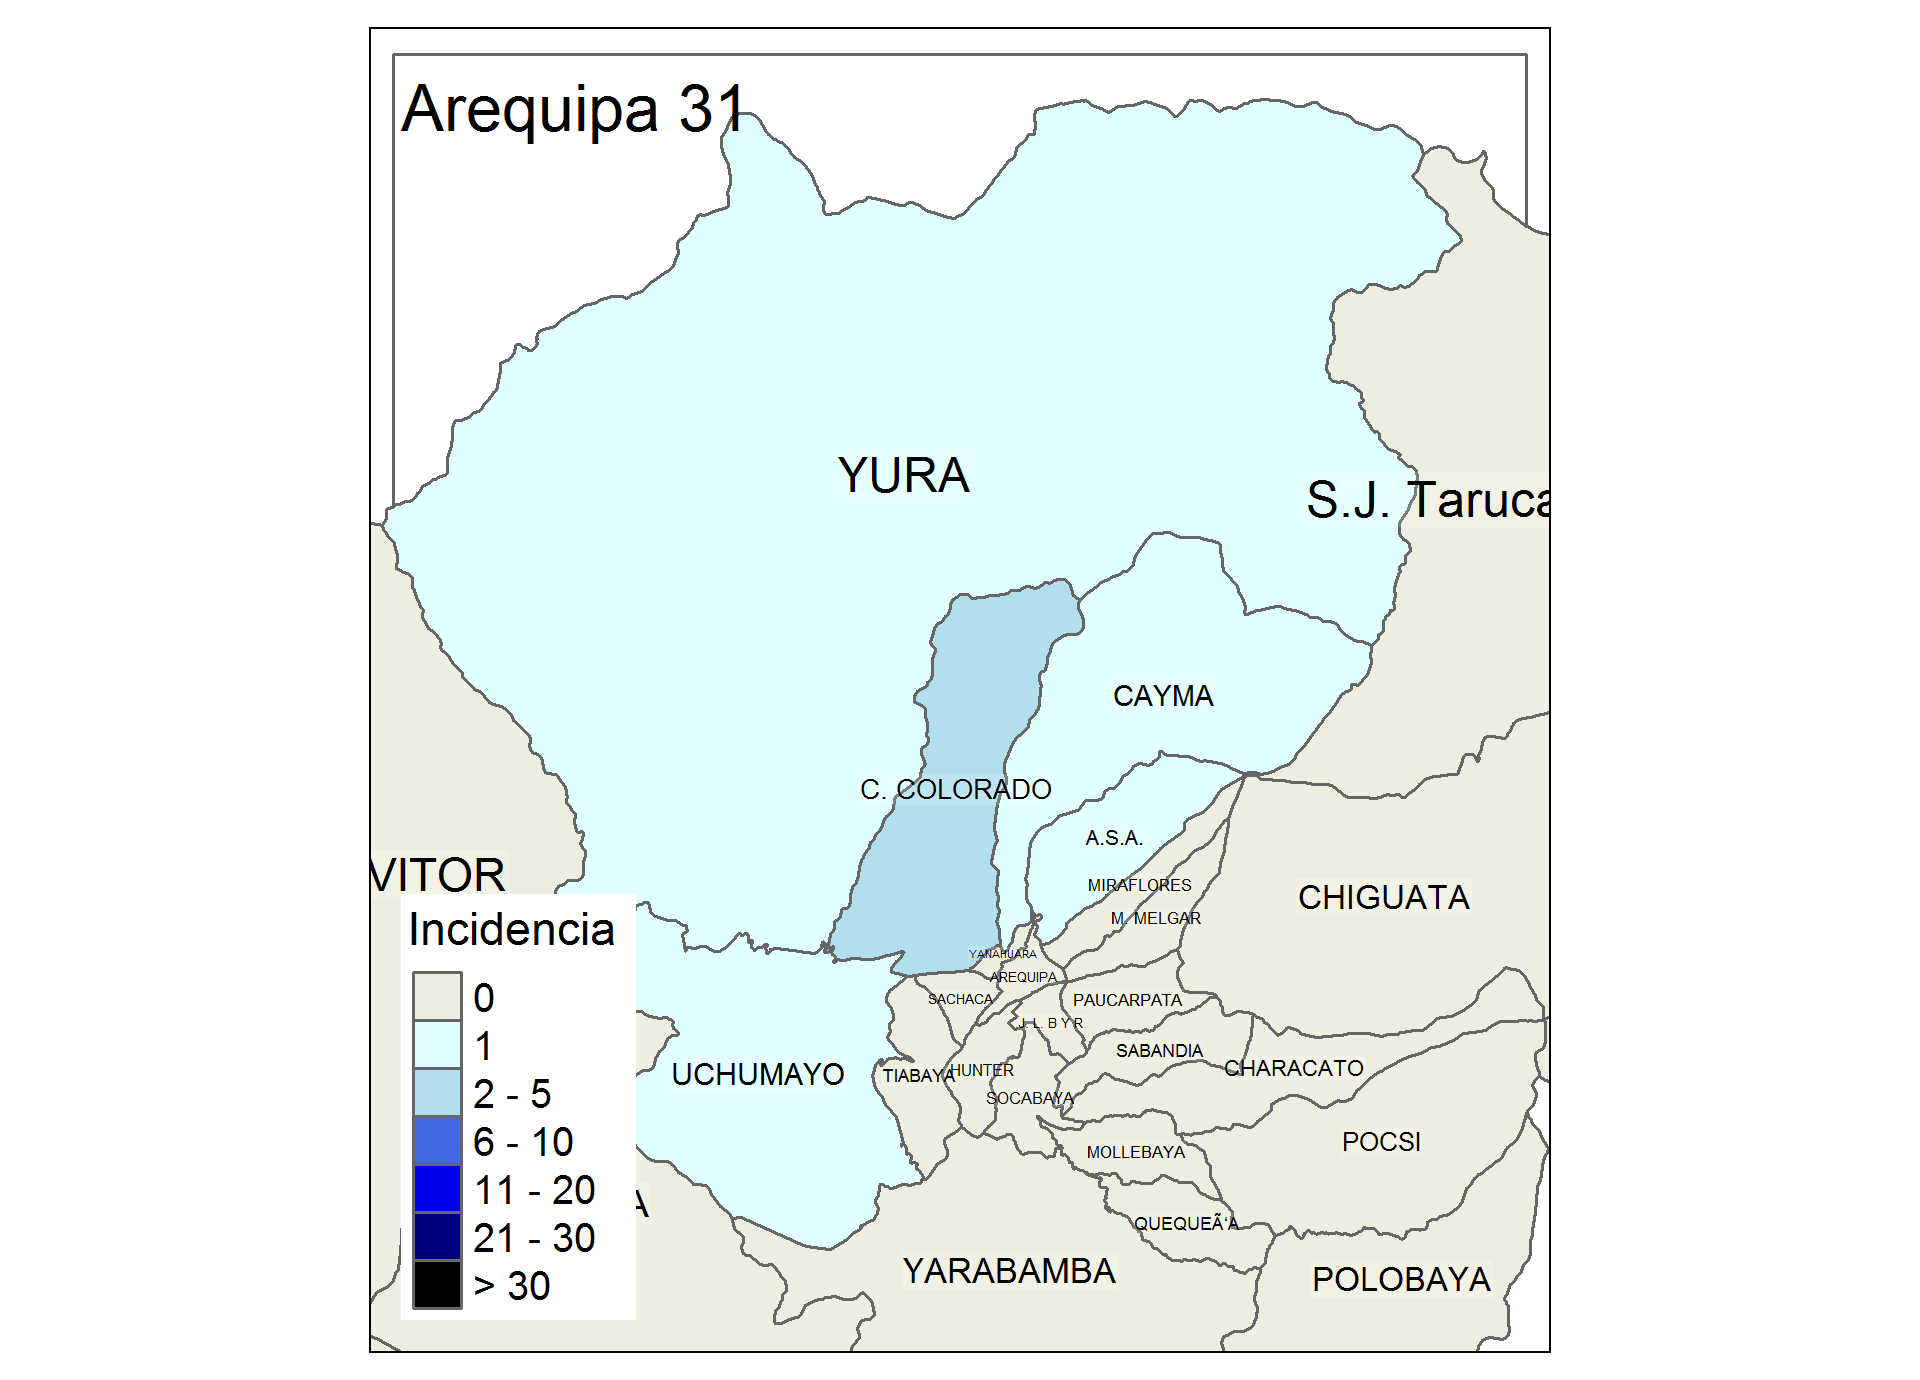 Arequipa 31
YURA
S.J. Taruca
CAYMA
C. COLORADO
A.S.A.
VITOR
MIRAFLORES
CHIGUATA
M. MELGAR
YANAHUARA
AREQUIPA
SACHACA
PAUCARPATA
J. L. B Y R
SABANDIA
CHARACATO
UCHUMAYO
TIABAYA
HUNTER
SOCABAYA
POCSI
MOLLEBAYA
QUEQUEÃ‘A
YARABAMBA
POLOBAYA
A
Incidencia
0
1
2 - 5
6 - 10
11 - 20
21 - 30
> 30